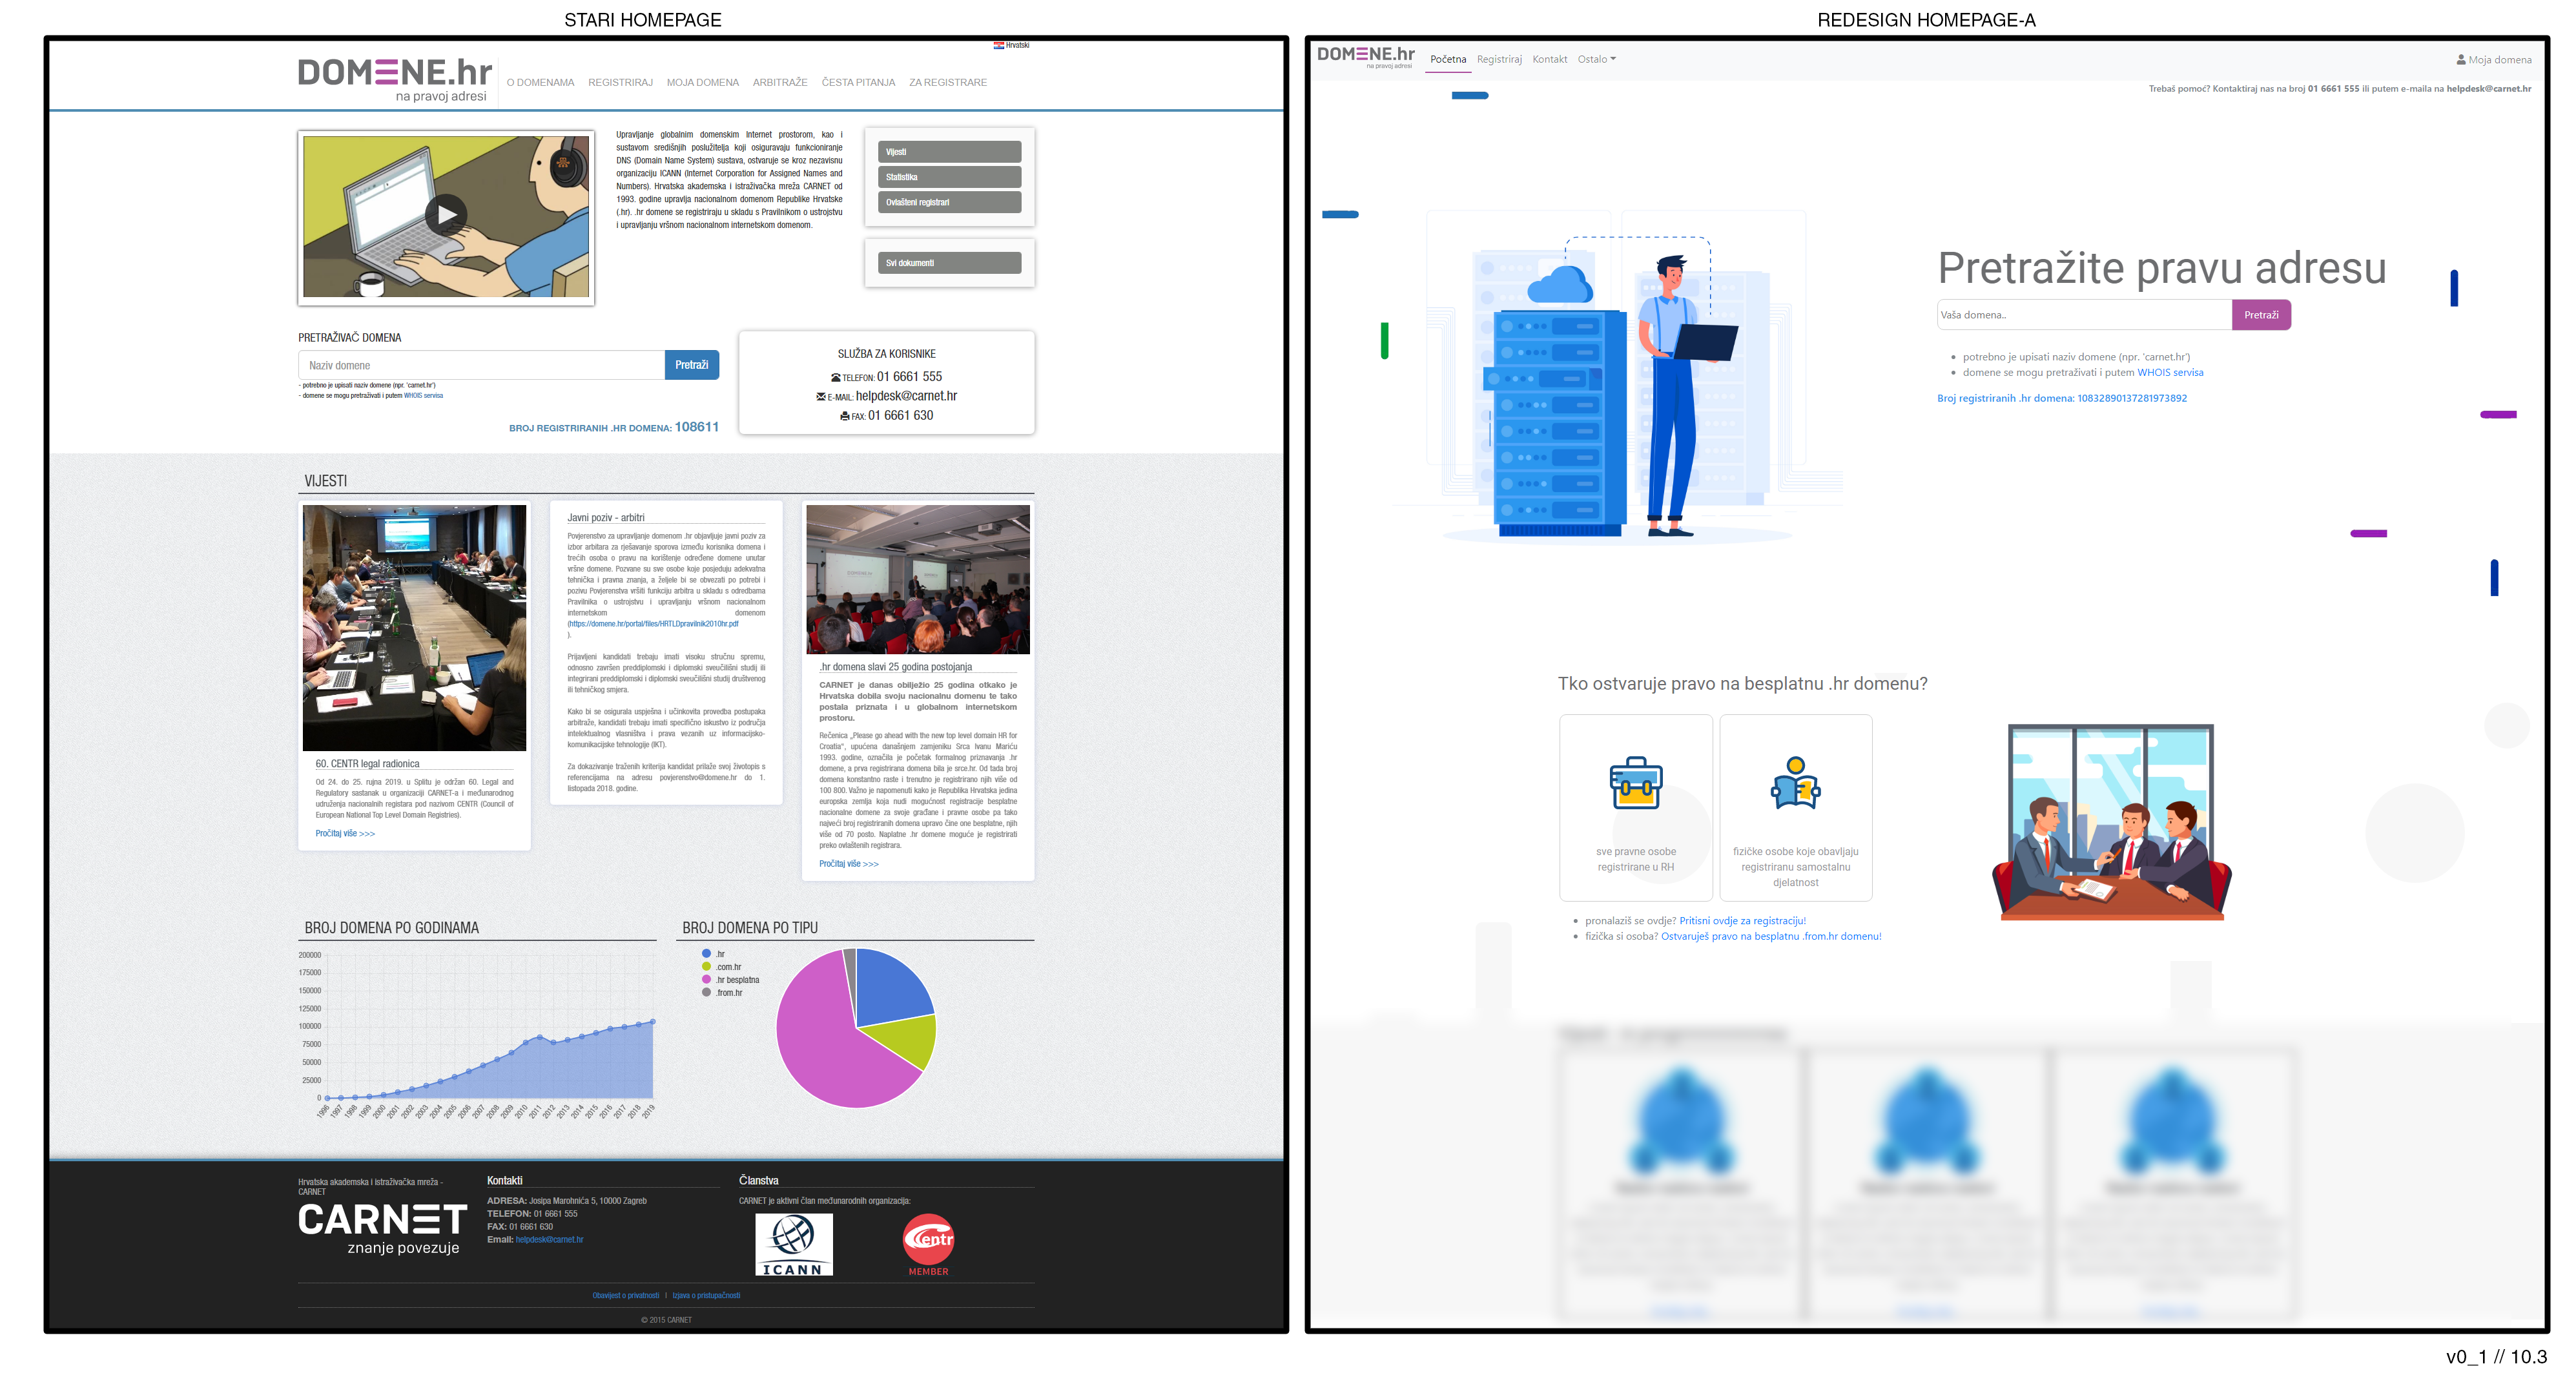 STARI HOMEPAGE
Hrvatski
DOMENE.hr
na pravoj adresi
O DOMENAMA REGISTRIRAJ MOJA DOMENA ARBITRAŽE ČESTA PITANJA ZA REGISTRARE
Upravljanje globalnim domenskim Internet prostorom, kao i
sustavom središnjih poslužitelja koji osiguravaju funkcioniranje
DNS (Domain Name System) sustava, ostvaruje se kroz nezavisnu
organizaciju ICANN (Internet Corporation for Assigned Names and
Numbers). Hrvatska akademska i istraživačka mreža CARNET od
1993. godine upravlja nacionalnom domenom Republike Hrvatske
(.hr). .hr domene se registriraju u skladu s Pravilnikom o ustrojstvu
i upravljanju vršnom nacionalnom internetskom domenom.
Vijesti
Statistika
Ovlašteni registrari
Svi dokumenti
PRETRAŽIVAČ DOMENA
Naziv domene
Pretraži
- potrebno je upisati naziv domene (npr. 'carnet.hr')
- domene se mogu pretraživati i putem WHOIS servisa
BROJ REGISTRIRANIH .HR DOMENA: 108611
SLUŽBA ZA KORISNIKE
TELEFON: 01 6661 555
E-MAIL: helpdesk@carnet.hr
FAX: 01 6661 630
VIJESTI
60. CENTR legal radionica
Od 24. do 25. rujna 2019. u Splitu je održan 60. Legal and
Regulatory sastanak u organizaciji CARNET-a i međunarodnog
udruženja nacionalnih registara pod nazivom CENTR (Council of
European National Top Level Domain Registries).
Pročitaj više >>>
Javni poziv - arbitri
Povjerenstvo za upravljanje domenom .hr objavljuje javni poziv za
izbor arbitara za rješavanje sporova između korisnika domena i
trećih osoba o pravu na korištenje određene domene unutar
vršne domene. Pozvane su sve osobe koje posjeduju adekvatna
tehnička i pravna znanja, a željele bi se obvezati po potrebi i
pozivu Povjerenstva vršiti funkciju arbitra u skladu s odredbama
Pravilnika o ustrojstvu i upravljanju vršnom nacionalnom
internetskom domenom
(https://domene.hr/portal/files/HRTLDpravilnik2010hr.pdf
).
Prijavljeni kandidati trebaju imati visoku stručnu spremu,
odnosno završen preddiplomski i diplomski sveučilišni studij ili
integrirani preddiplomski i diplomski sveučilišni studij društvenog
ili tehničkog smjera.
Kako bi se osigurala uspješna i učinkovita provedba postupaka
arbitraže, kandidati trebaju imati specifično iskustvo iz područja
intelektualnog vlasništva i prava vezanih uz informacijsko-
komunikacijske tehnologije (IKT).
Za dokazivanje traženih kriterija kandidat prilaže svoj životopis s
referencijama na adresu povjerenstvo@domene.hr do 1.
listopada 2018. godine.
.hr domena slavi 25 godina postojanja
CARNET je danas obilježio 25 godina otkako je
Hrvatska dobila svoju nacionalnu domenu te tako
postala priznata i u globalnom internetskom
prostoru.
Rečenica „Please go ahead with the new top level domain HR for
Croatia", upućena današnjem zamjeniku Srca Ivanu Mariću
1993. godine, označila je početak formalnog priznavanja .hr
domene, a prva registrirana domena bila je srce.hr. Od tada broj
domena konstantno raste i trenutno je registrirano njih više od
100 800. Važno je napomenuti kako je Republika Hrvatska jedina
europska zemlja koja nudi mogućnost registracije besplatne
nacionalne domene za svoje građane i pravne osobe pa tako
najveći broj registriranih domena upravo čine one besplatne, njih
više od 70 posto. Naplatne .hr domene moguće je registrirati
preko ovlaštenih registrara.
Pročitaj više >>>
BROJ DOMENA PO GODINAMA
200000
175000
150000
125000
100000
75000
50000
25000
0
1996 1997 1998 1999 2000 2001 2002 2003 2004 2005 2006 2007 2008 2009 2010 2011 2012 2013 2014 2015 2016 2017 2018 2019
BROJ DOMENA PO TIPU
.hr
.com.hr
.hr besplatna
.from.hr
Hrvatska akademska i istraživačka mreža -
CARNET
CARNET
znanje povezuje
Kontakti
ADRESA: Josipa Marohnića 5, 10000 Zagreb
TELEFON: 01 6661 555
FAX: 01 6661 630
Email: helpdesk@carnet.hr
Članstva
CARNET je aktivni član međunarodnih organizacija:
ICANN
Centr
MEMBER
Obavijest o privatnosti | Izjava o pristupačnosti
© 2015 CARNET
REDESIGN HOMEPAGE-A
DOMENE.hr
na pravoj adresi
Početna Registriraj Kontakt Ostalo
Moja domena
Trebaš pomoć? Kontaktiraj nas na broj 01 6661 555 ili putem e-maila na helpdesk@carnet.hr
Pretražite pravu adresu
Vaša domena..
Pretraži
potrebno je upisati naziv domene (npr. 'carnet.hr')
domene se mogu pretraživati i putem WHOIS servisa
Broj registriranih .hr domena: 10832890137281973892
Tko ostvaruje pravo na besplatnu .hr domenu?
sve pravne osobe
registrirane u RH
fizičke osobe koje obavljaju
registriranu samostalnu
djelatnost
pronalaziš se ovdje? Pritisni ovdje za registraciju!
fizička si osoba? Ostvaruješ pravo na besplatnu .from.hr domenu!
v0_1 // 10.3